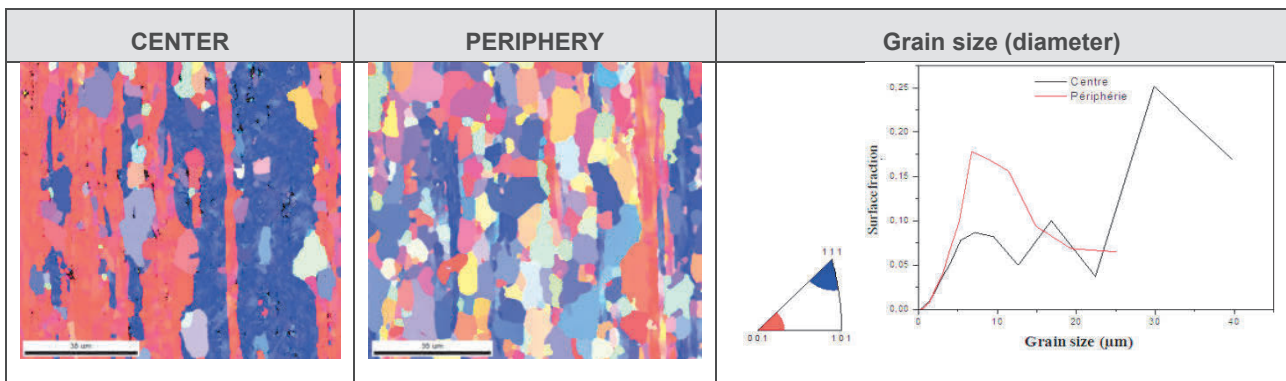 CENTER PERIPHERY Grain size (diameter)
35 um
35 um
1 1 1
0 0 1
1 0 1
Centre
Périphérie
0,25
0,20
0,15
0,10
0,05
0,00
Surface fraction
0 10 20 30 40
Grain size (µm)